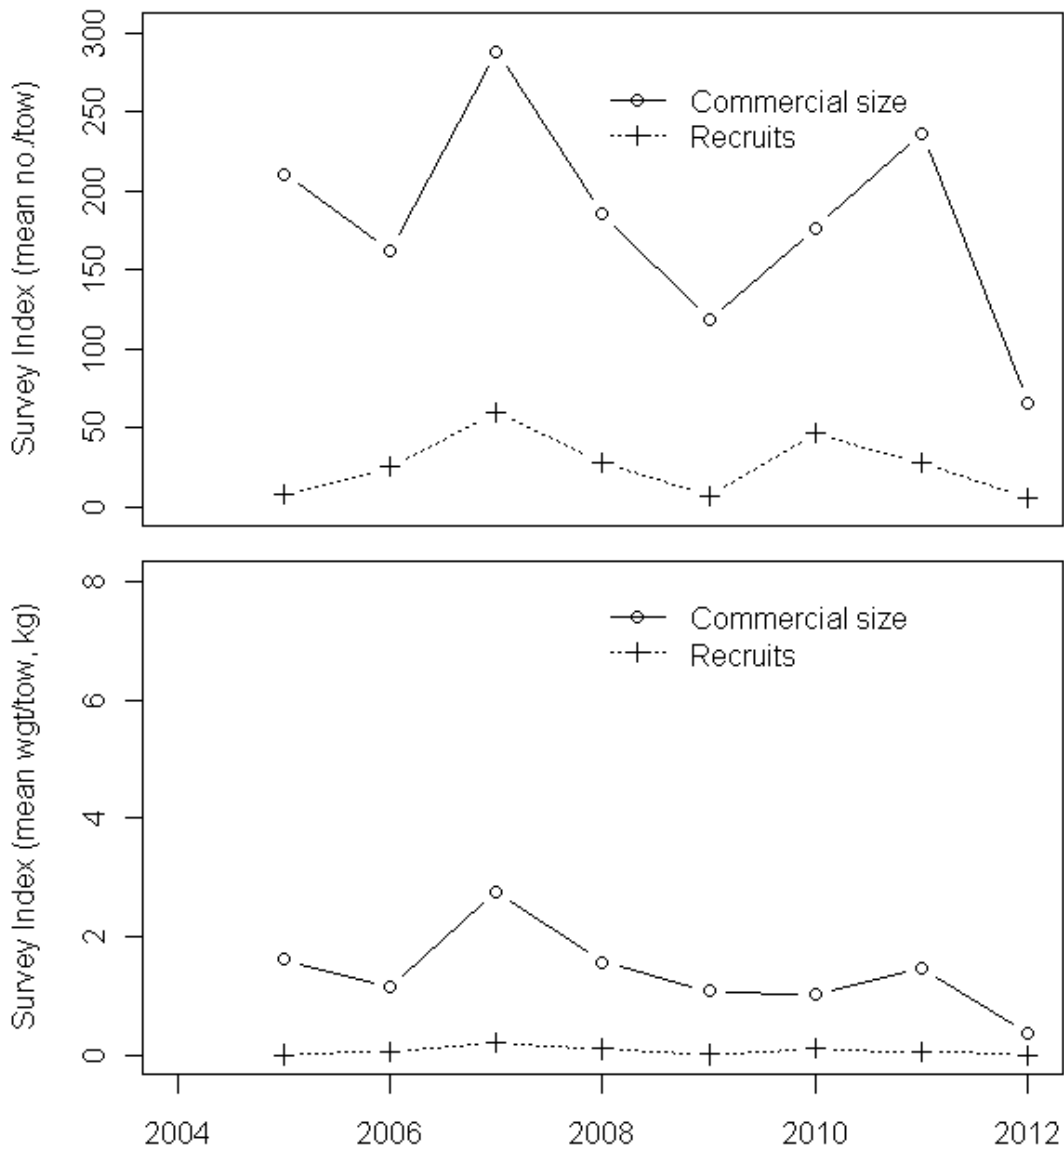 Survey Index (mean no./tow)
300
250
200
150
100
50
0
Commercial size
Recruits
Survey Index (mean wgt/tow, kg)
8
6
4
2
0
Commercial size
Recruits
2004 2006 2008 2010 2012